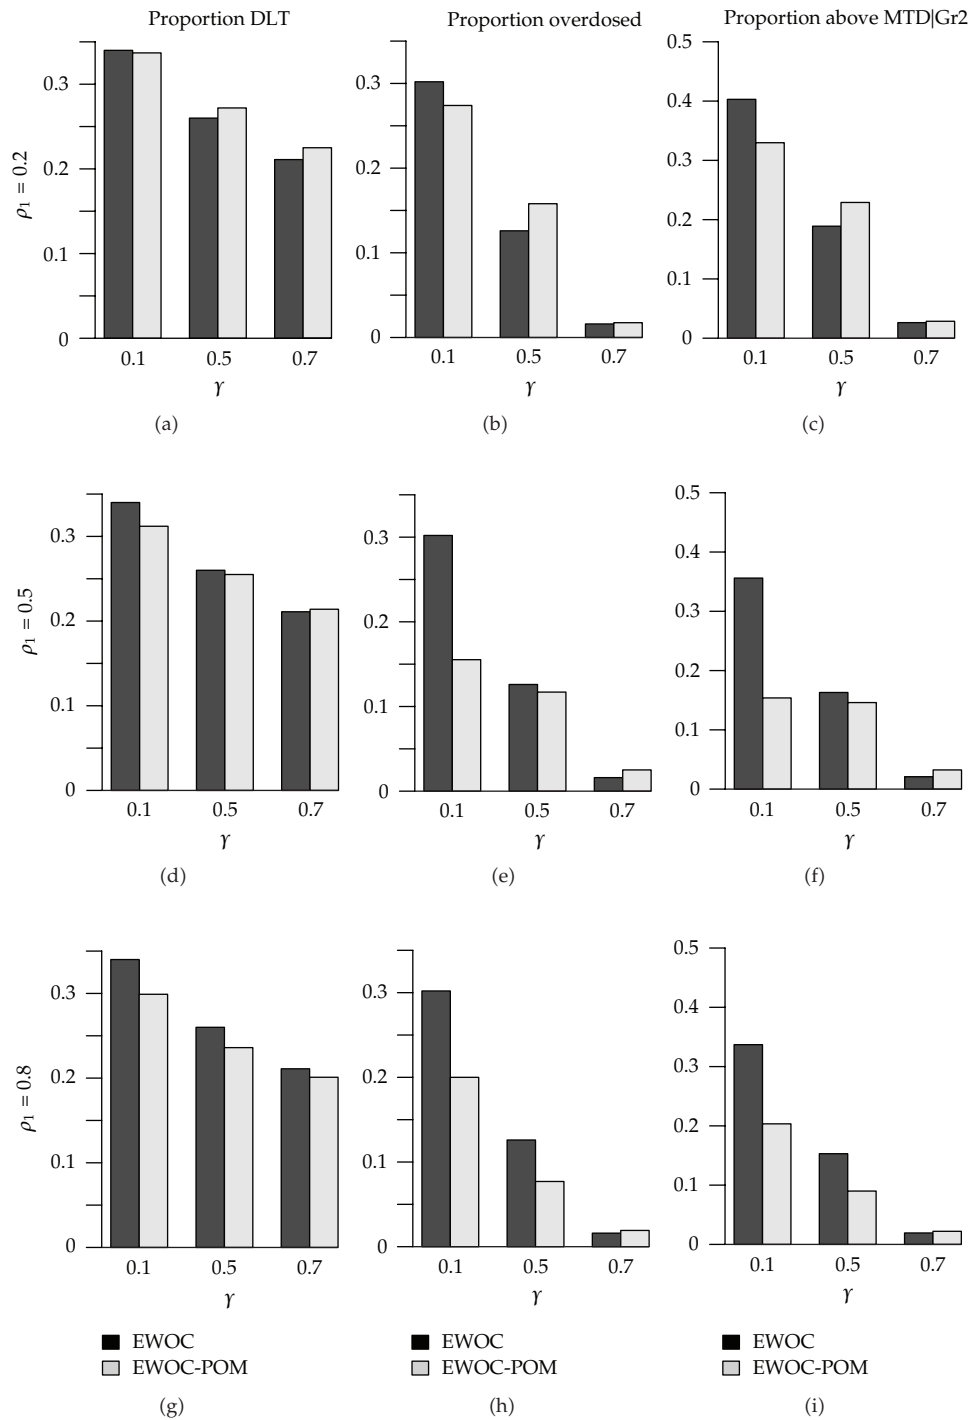 Proportion DLT
Proportion overdosed
Proportion above MTD|Gr2
ρ1 = 0.2
0.3
0.2
0.1
0
0.1 0.5 0.7
γ
(a)
0.3
0.2
0.1
0
0.1 0.5 0.7
γ
(b)
0.5
0.4
0.3
0.2
0.1
0
0.1 0.5 0.7
γ
(c)
ρ1 = 0.5
0.3
0.2
0.1
0
0.1 0.5 0.7
γ
(d)
0.3
0.2
0.1
0
0.1 0.5 0.7
γ
(e)
0.5
0.4
0.3
0.2
0.1
0
0.1 0.5 0.7
γ
(f)
ρ1 = 0.8
0.3
0.2
0.1
0
0.1 0.5 0.7
γ
EWOC
EWOC-POM
(g)
0.3
0.2
0.1
0
0.1 0.5 0.7
γ
EWOC
EWOC-POM
(h)
0.5
0.4
0.3
0.2
0.1
0
0.1 0.5 0.7
γ
EWOC
EWOC-POM
(i)